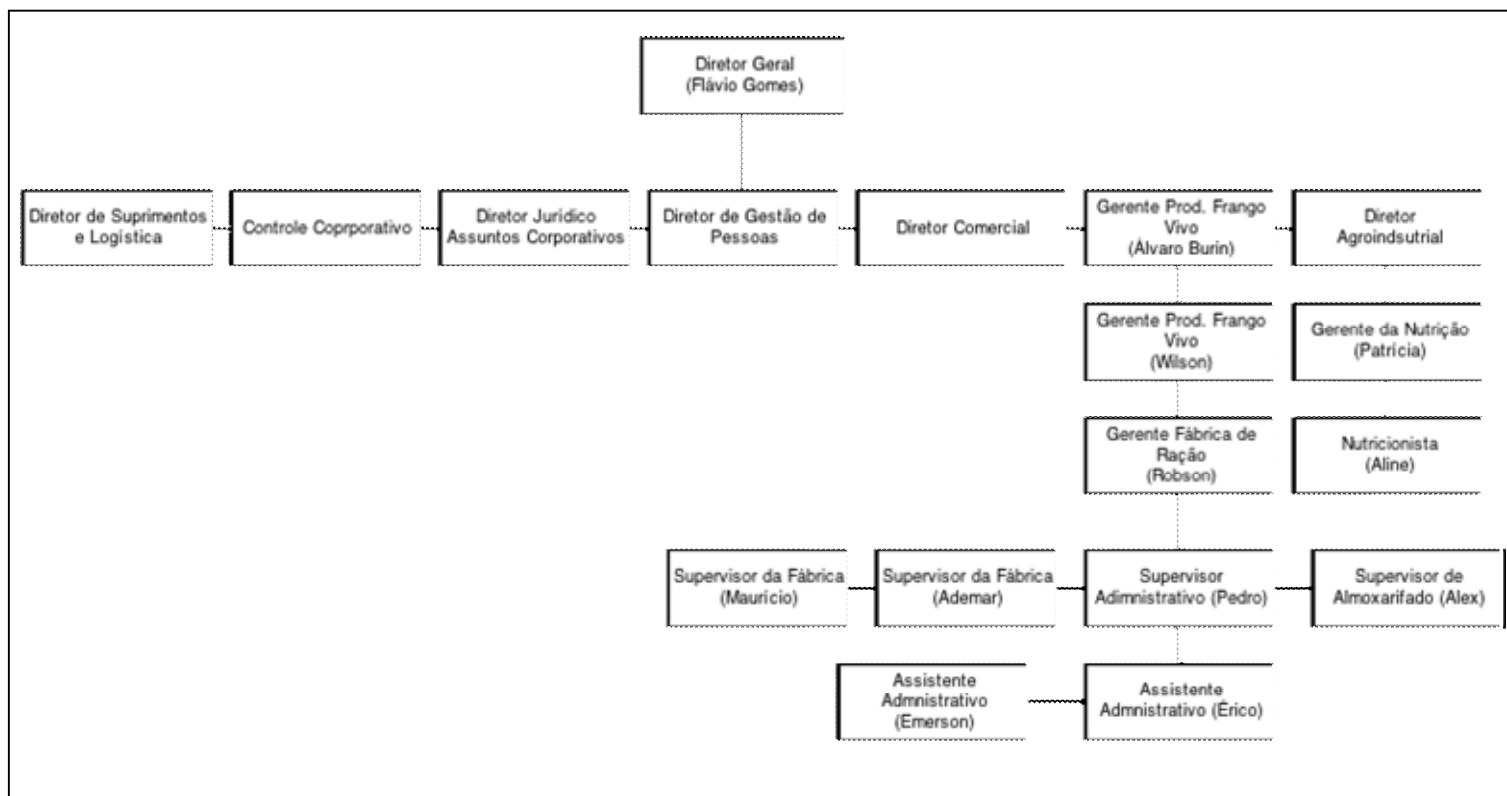 Diretor Geral
(Flávio Gomes)
Diretor de Suprimentos
e Logística
Controle Coprporativo
Diretor Jurídico
Assuntos Corporativos
Diretor de Gestão de
Pessoas
Diretor Comercial
Gerente Prod. Frango
Vivo
(Álvaro Burin)
Diretor
Agroindsutrial
Gerente Prod. Frango
Vivo
(Wilson)
Gerente da Nutrição
(Patrícia)
Gerente Fábrica de
Ração
(Robson)
Nutricionista
(Aline)
Supervisor da Fábrica
(Maurício)
Supervisor da Fábrica
(Ademar)
Supervisor
Adimnistrativo (Pedro)
Supervisor de
Almoxarifado (Alex)
Assistente
Admnistrativo
(Emerson)
Assistente
Admnistrativo (Érico)